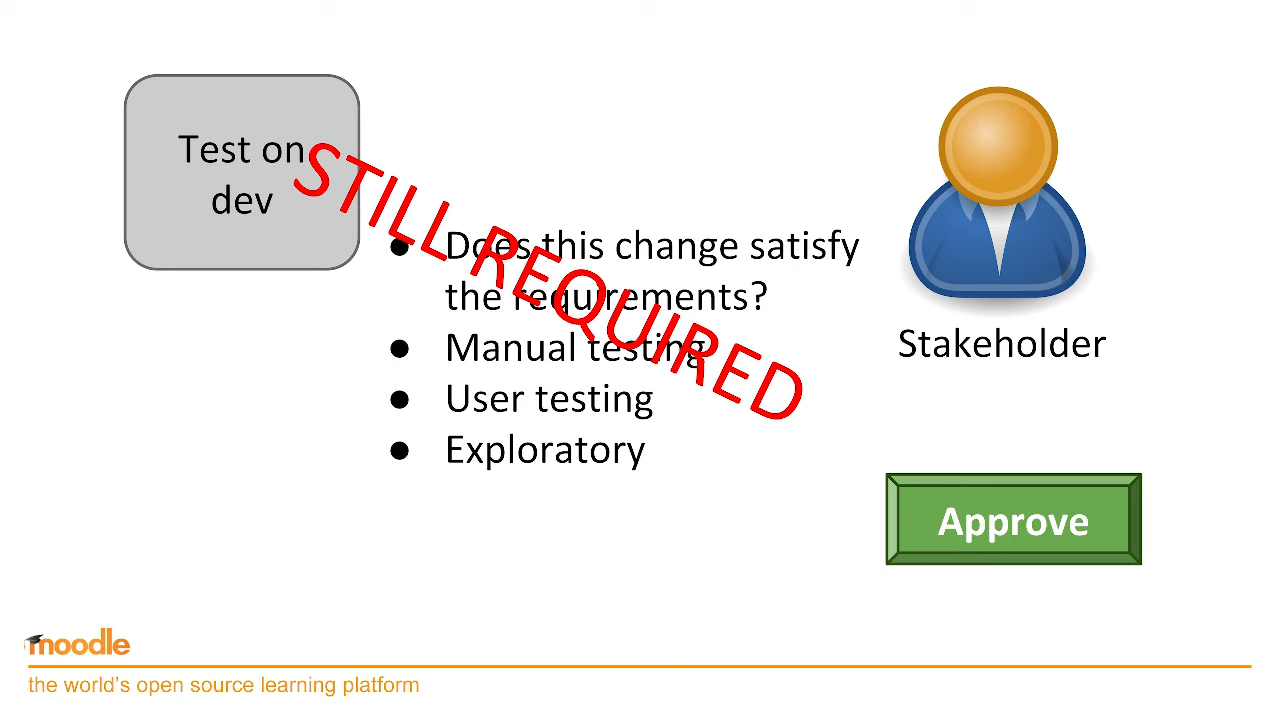 Test on
dev
STILL REQUIRED
● Does this change satisfy
the requirements?
● Manual testing
● User testing
● Exploratory
Stakeholder
Approve
moodle
the world's open source learning platform